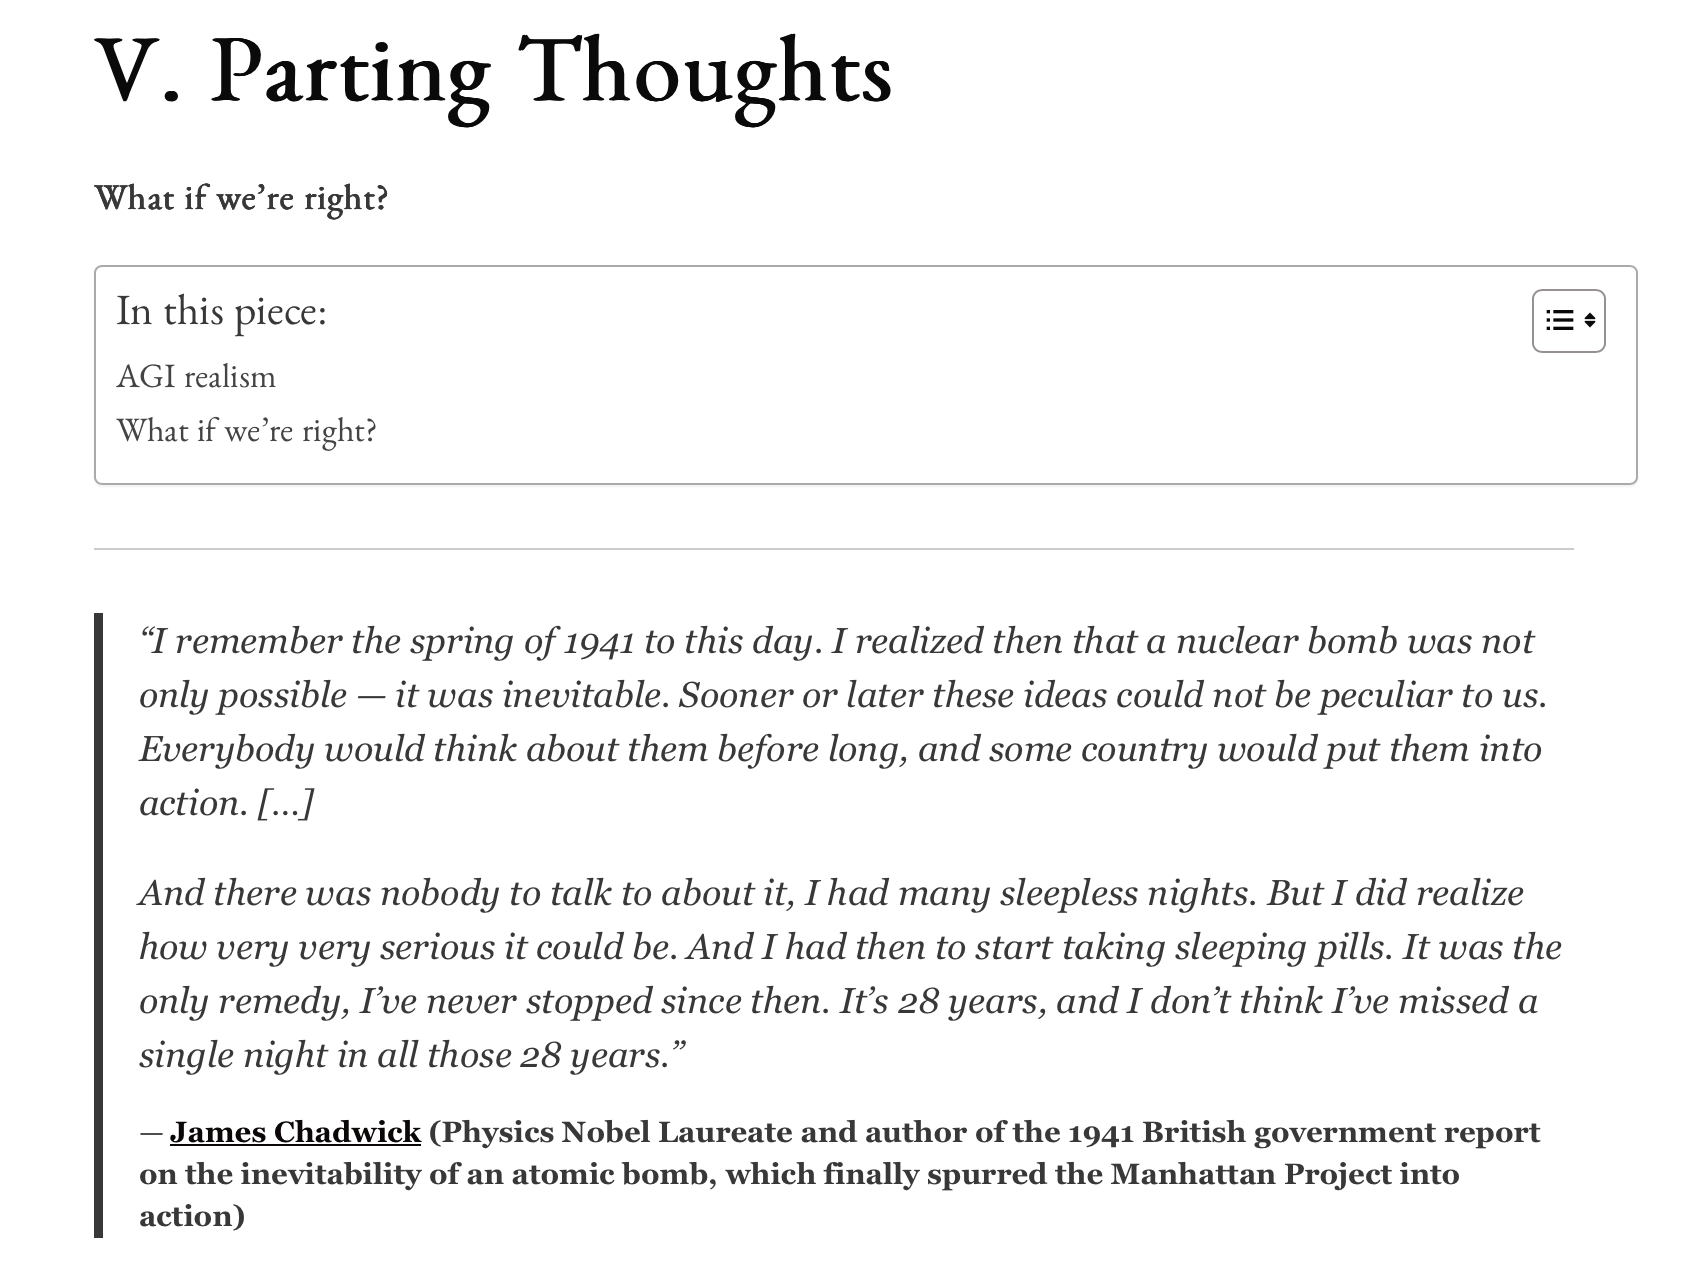 V. Parting Thoughts
What if we’re right?
In this piece:
AGI realism
What if we’re right?
“I remember the spring of 1941 to this day. I realized then that a nuclear bomb was not
only possible — it was inevitable. Sooner or later these ideas could not be peculiar to us.
Everybody would think about them before long, and some country would put them into
action. […]
And there was nobody to talk to about it, I had many sleepless nights. But I did realize
how very very serious it could be. And I had then to start taking sleeping pills. It was the
only remedy, I’ve never stopped since then. It’s 28 years, and I don’t think I’ve missed a
single night in all those 28 years.”
— James Chadwick (Physics Nobel Laureate and author of the 1941 British government report
on the inevitability of an atomic bomb, which finally spurred the Manhattan Project into
action)